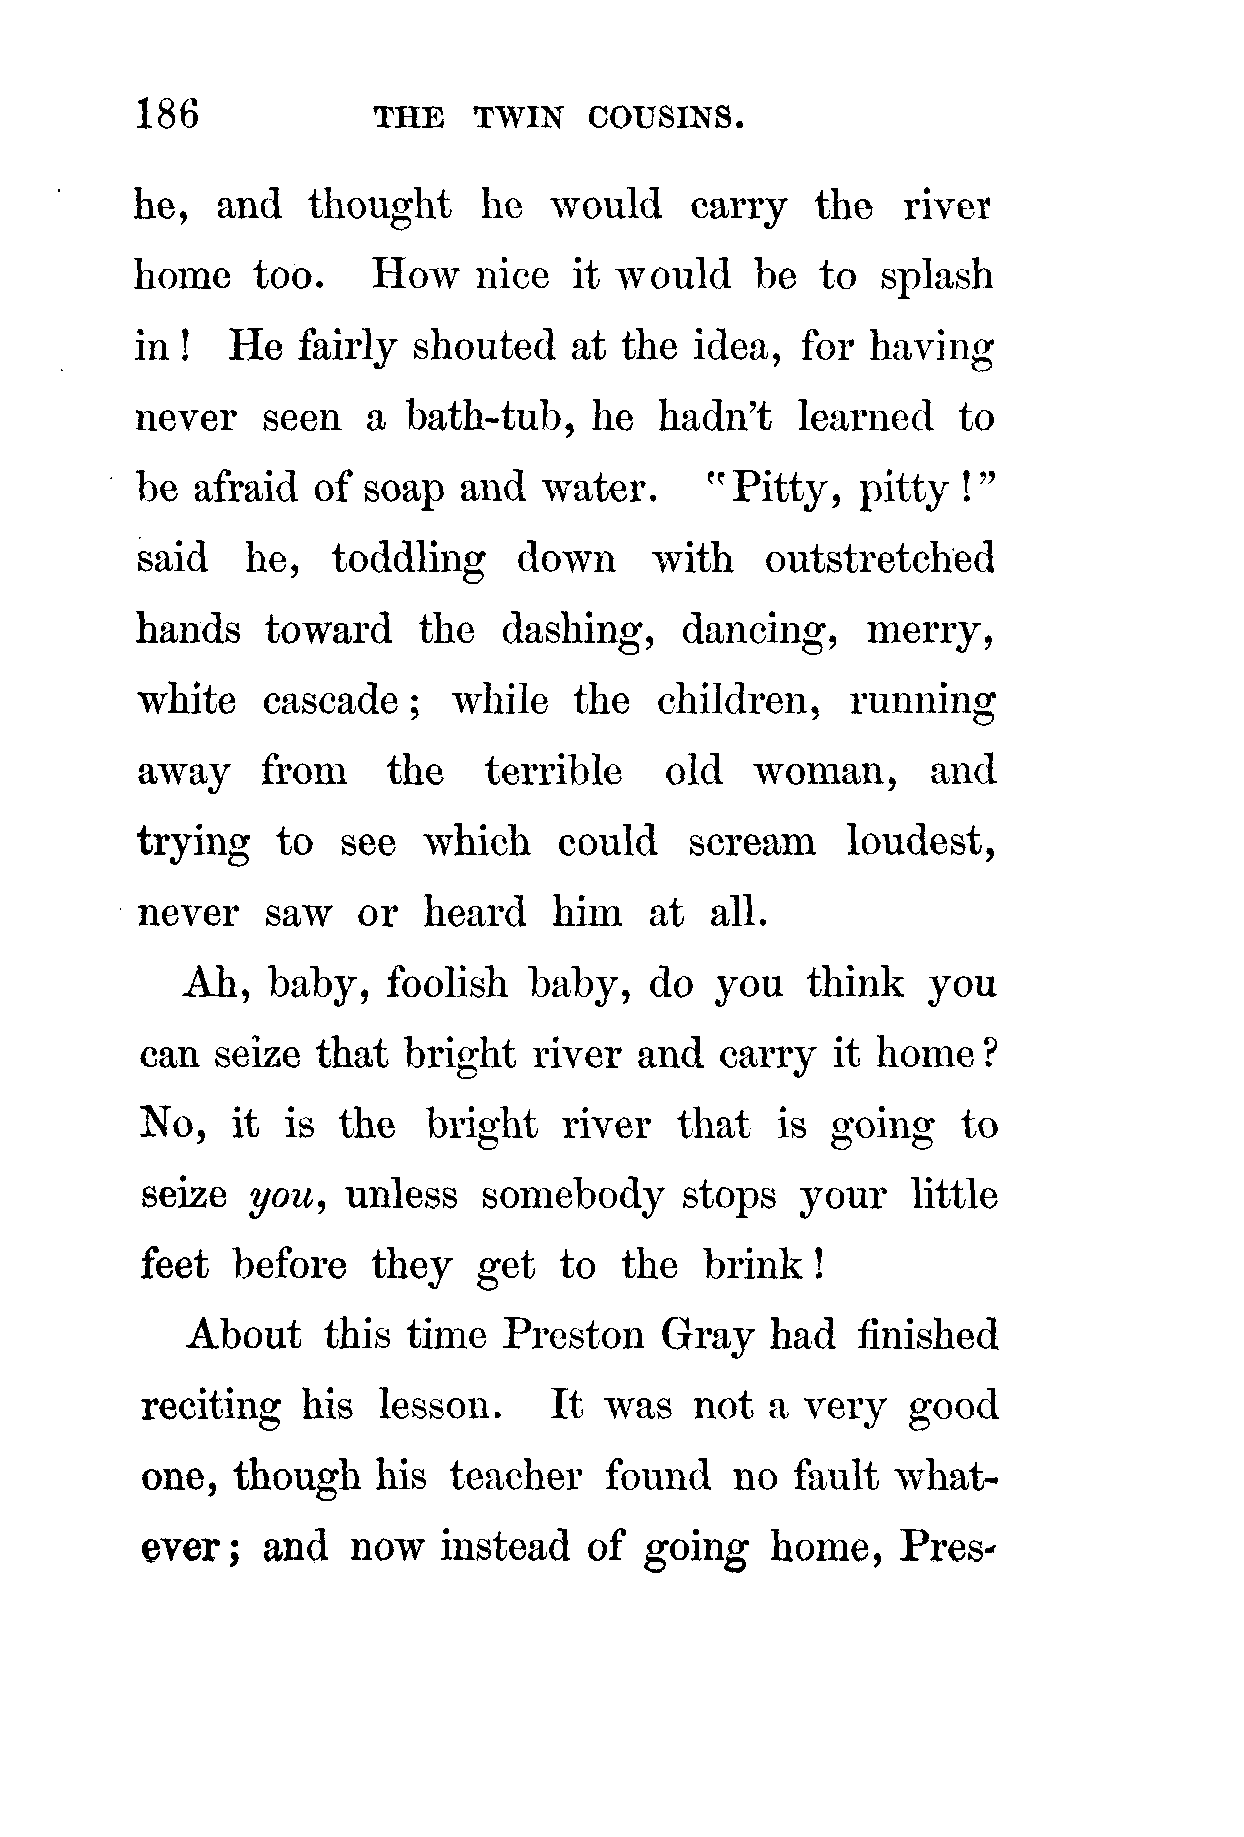 186 THE TWIN COUSINS.
he, and thought he would carry the river
home too. How nice it would be to splash
in! He fairly shouted at the idea, for having
never seen a bath-tub, he hadn't learned to
be afraid of soap and water. "Pitty, pitty!"
said he, toddling down with outstretched
hands toward the dashing, dancing, merry,
white cascade; while the children, running
away from the terrible old woman, and
trying to see which could scream loudest,
never saw or heard him at all.
Ah, baby, foolish baby, do you think you
can seize that bright river and carry it home?
No, it is the bright river that is going to
seize you, unless somebody stops your little
feet before they get to the brink!
About this time Preston Gray had finished
reciting his lesson. It was not a very good
one, though his teacher found no fault what-
ever; and now instead of going home, Pres-